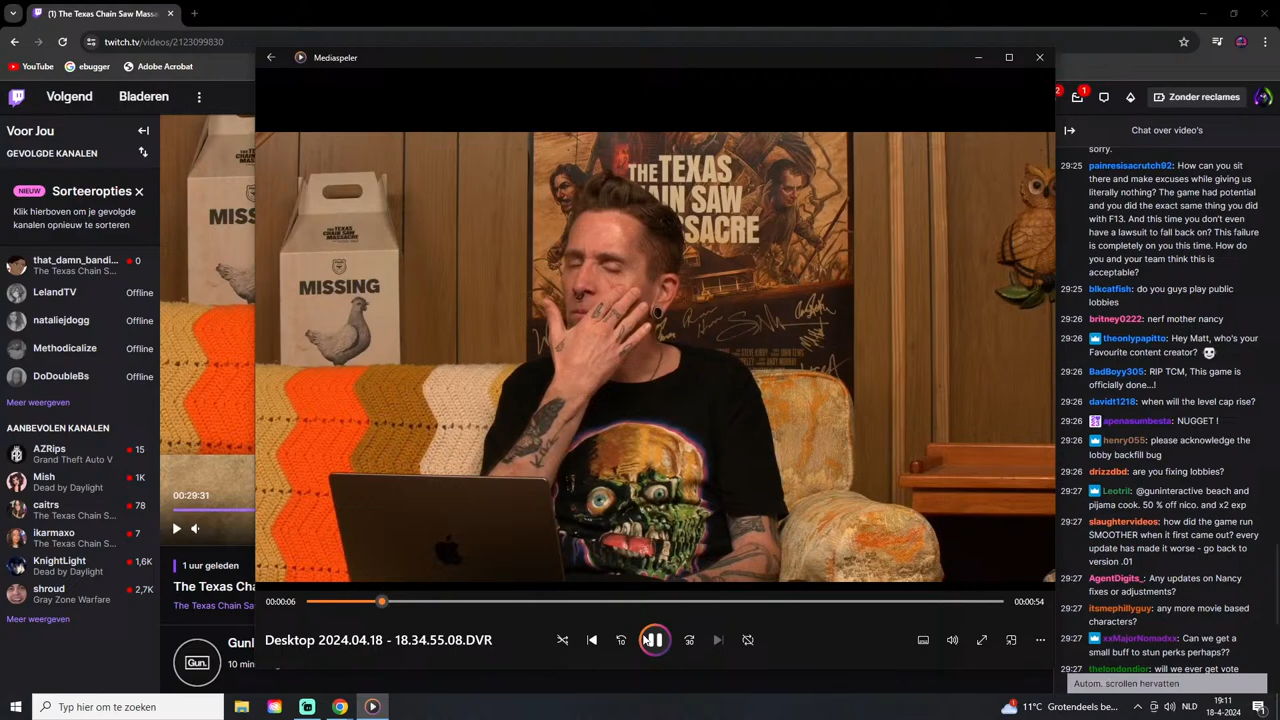 (1) The Texas Chain Saw Massa
twitch.tv/videos/2123099830
YouTube
ebugger
Adobe Acrobat
Volgend
Bladeren
2
1
Zonder reclames
Voor Jou
GEVOLGDE KANALEN
NIEUW
Sorteeropties
Klik hierboven om je gevolgde
kanalen opnieuw te sorteren
that_damn_bandi...
0
The Texas Chain S...
LelandTV
Offline
nataliejdogg
Offline
Methodicalize
Offline
DoDoubleBs
Offline
Meer weergeven
AANBEVOLEN KANALEN
AZRips
15
Grand Theft Auto V
Mish
1K
Dead by Daylight
caitrs
78
The Texas Chain S...
ikarmaxo
7
The Texas Chain S...
KnightLight
1,6K
Dead by Daylight
shroud
2,7K
Gray Zone Warfare
Meer weergeven
MISS
00:29:31
1 uur geleden
The Texas Chain
The Texas Chain Sa
Gun.
Gunl
10 min
Mediaspeler
THE TEXAS
CHAIN SAW
MASSACRE
MISSING
THE TEXAS
AIN SAW
SSACRE
00:00:06
00:00:54
Desktop 2024.04.18 - 18.34.55.08.DVR
10
30
Chat over video's
sorry.
29:25 painresisacrutch92: How can you sit
there and make excuses while giving us
literally nothing? The game had potential
and you did the exact same thing you did
with F13. And this time you don't even
have a lawsuit to fall back on? This failure
is completely on you this time. How do
you and your team think this is
acceptable?
29:25 blkcatfish: do you guys play public
lobbies
29:26 britney0222: nerf mother nancy
29:26 theonlypapitto: Hey Matt, who's your
Favourite content creator?
29:26 BadBoyy305: RIP TCM, This game is
officially done...!
29:26 davidt1218: when will the level cap rise?
29:26 apenasumbesta: NUGGET !
29:26 henry055: please acknowledge the
lobby backfill bug
29:26 drizzdbd: are you fixing lobbies?
29:27 Leotril: @guninteractive beach and
pijama cook. 50 % off nico. and x2 exp
29:27 slaughtervideos: how did the game run
SMOOTHER when it first came out? every
update has made it worse - go back to
version .01
29:27 AgentDigits_: Any updates on Nancy
fixes or adjustments?
29:27 itsmephillyguy: any more movie based
characters?
29:27 xxMajorNomadxx: Can we get a
small buff to stun perks perhaps??
29:27 thelondondior: will we ever get vote
Autom. scrollen hervatten
Typ hier om te zoeken
11°C Grotendeels be...
NLD
19:11
18-4-2024
1